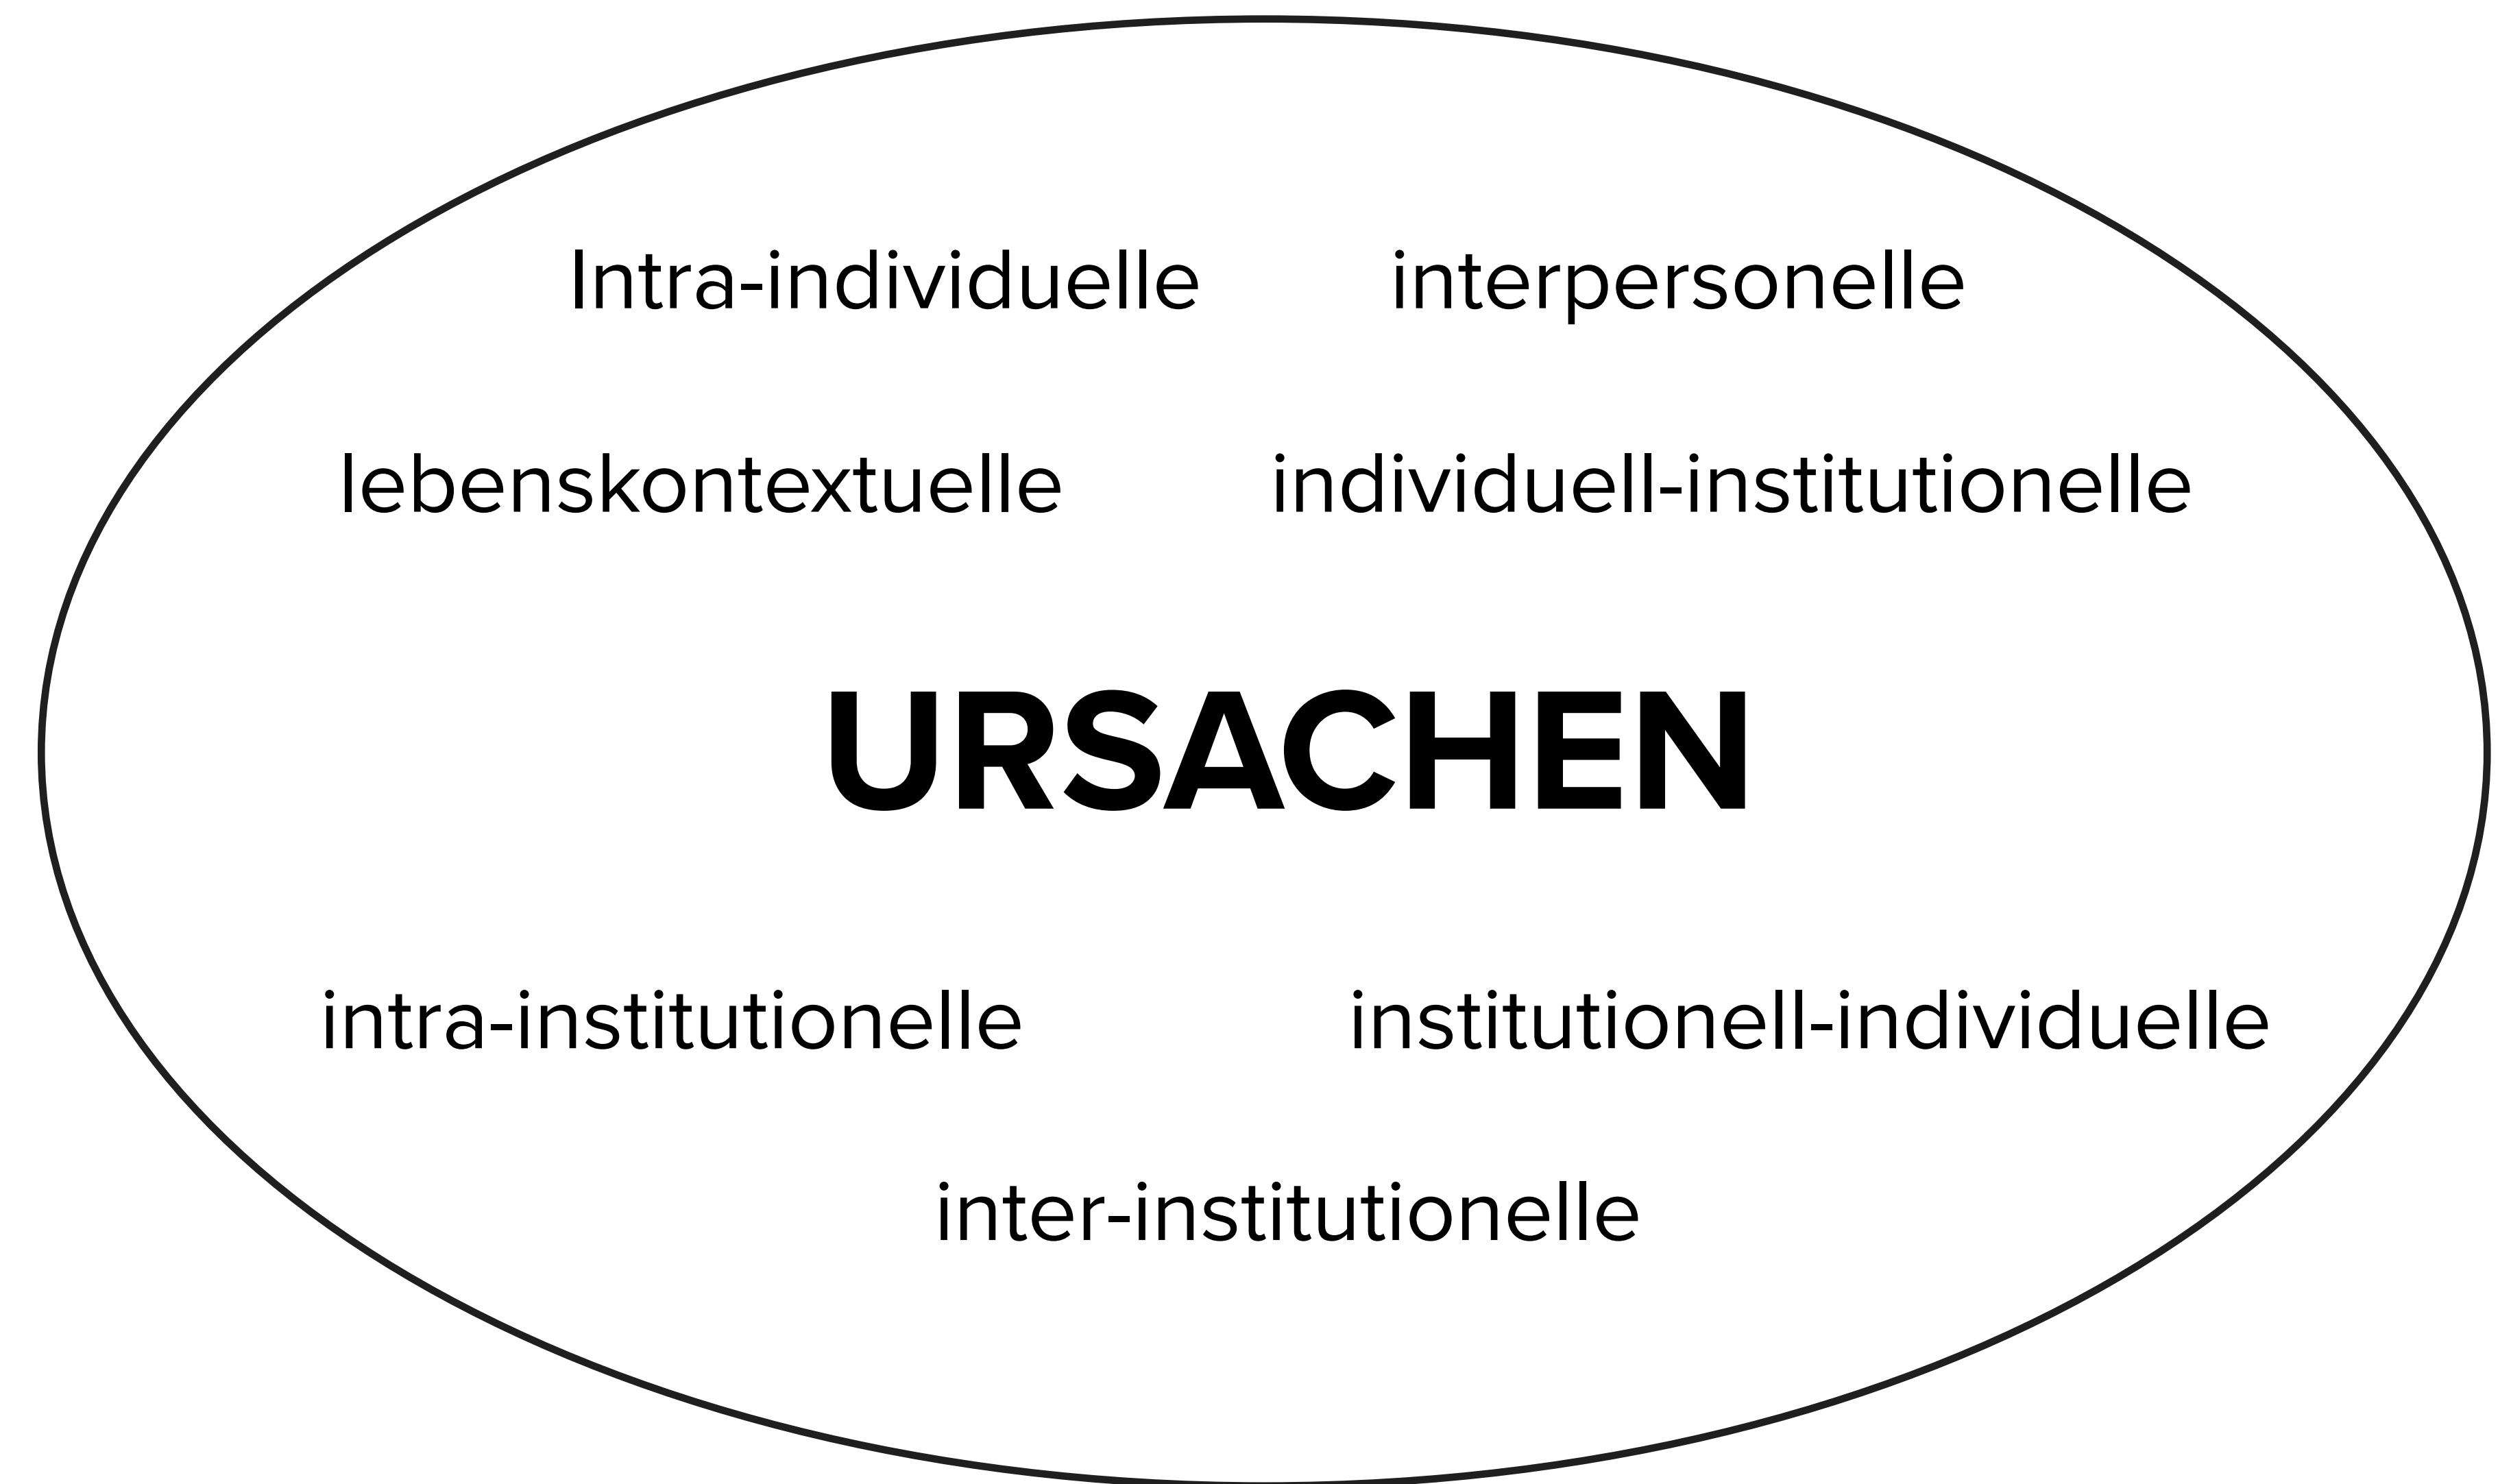 Intra-individuelle interpersonelle
lebenskontextuelle individuell-institutionelle
URSACHEN
intra-institutionelle institutionell-individuelle
inter-institutionelle